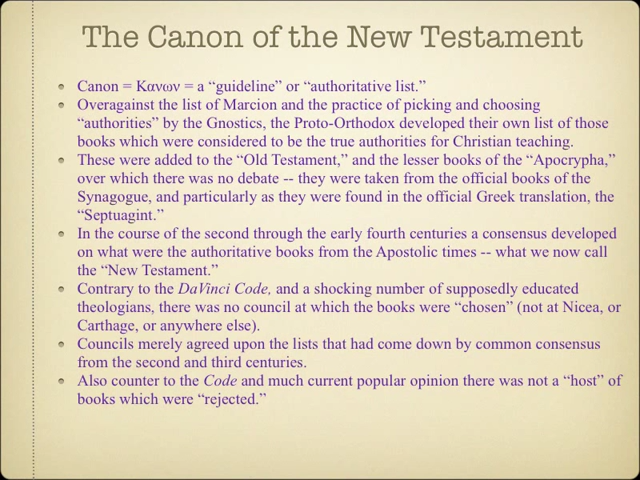 The Canon of the New Testament
• Canon = Κανων = a “guideline” or “authoritative list.”
• Overagainst the list of Marcion and the practice of picking and choosing
“authorities” by the Gnostics, the Proto-Orthodox developed their own list of those
books which were considered to be the true authorities for Christian teaching.
• These were added to the “Old Testament,” and the lesser books of the “Apocrypha,”
over which there was no debate -- they were taken from the official books of the
Synagogue, and particularly as they were found in the official Greek translation, the
“Septuagint.”
• In the course of the second through the early fourth centuries a consensus developed
on what were the authoritative books from the Apostolic times -- what we now call
the “New Testament.”
• Contrary to the DaVinci Code, and a shocking number of supposedly educated
theologians, there was no council at which the books were “chosen” (not at Nicea, or
Carthage, or anywhere else).
• Councils merely agreed upon the lists that had come down by common consensus
from the second and third centuries.
• Also counter to the Code and much current popular opinion there was not a “host” of
books which were “rejected.”